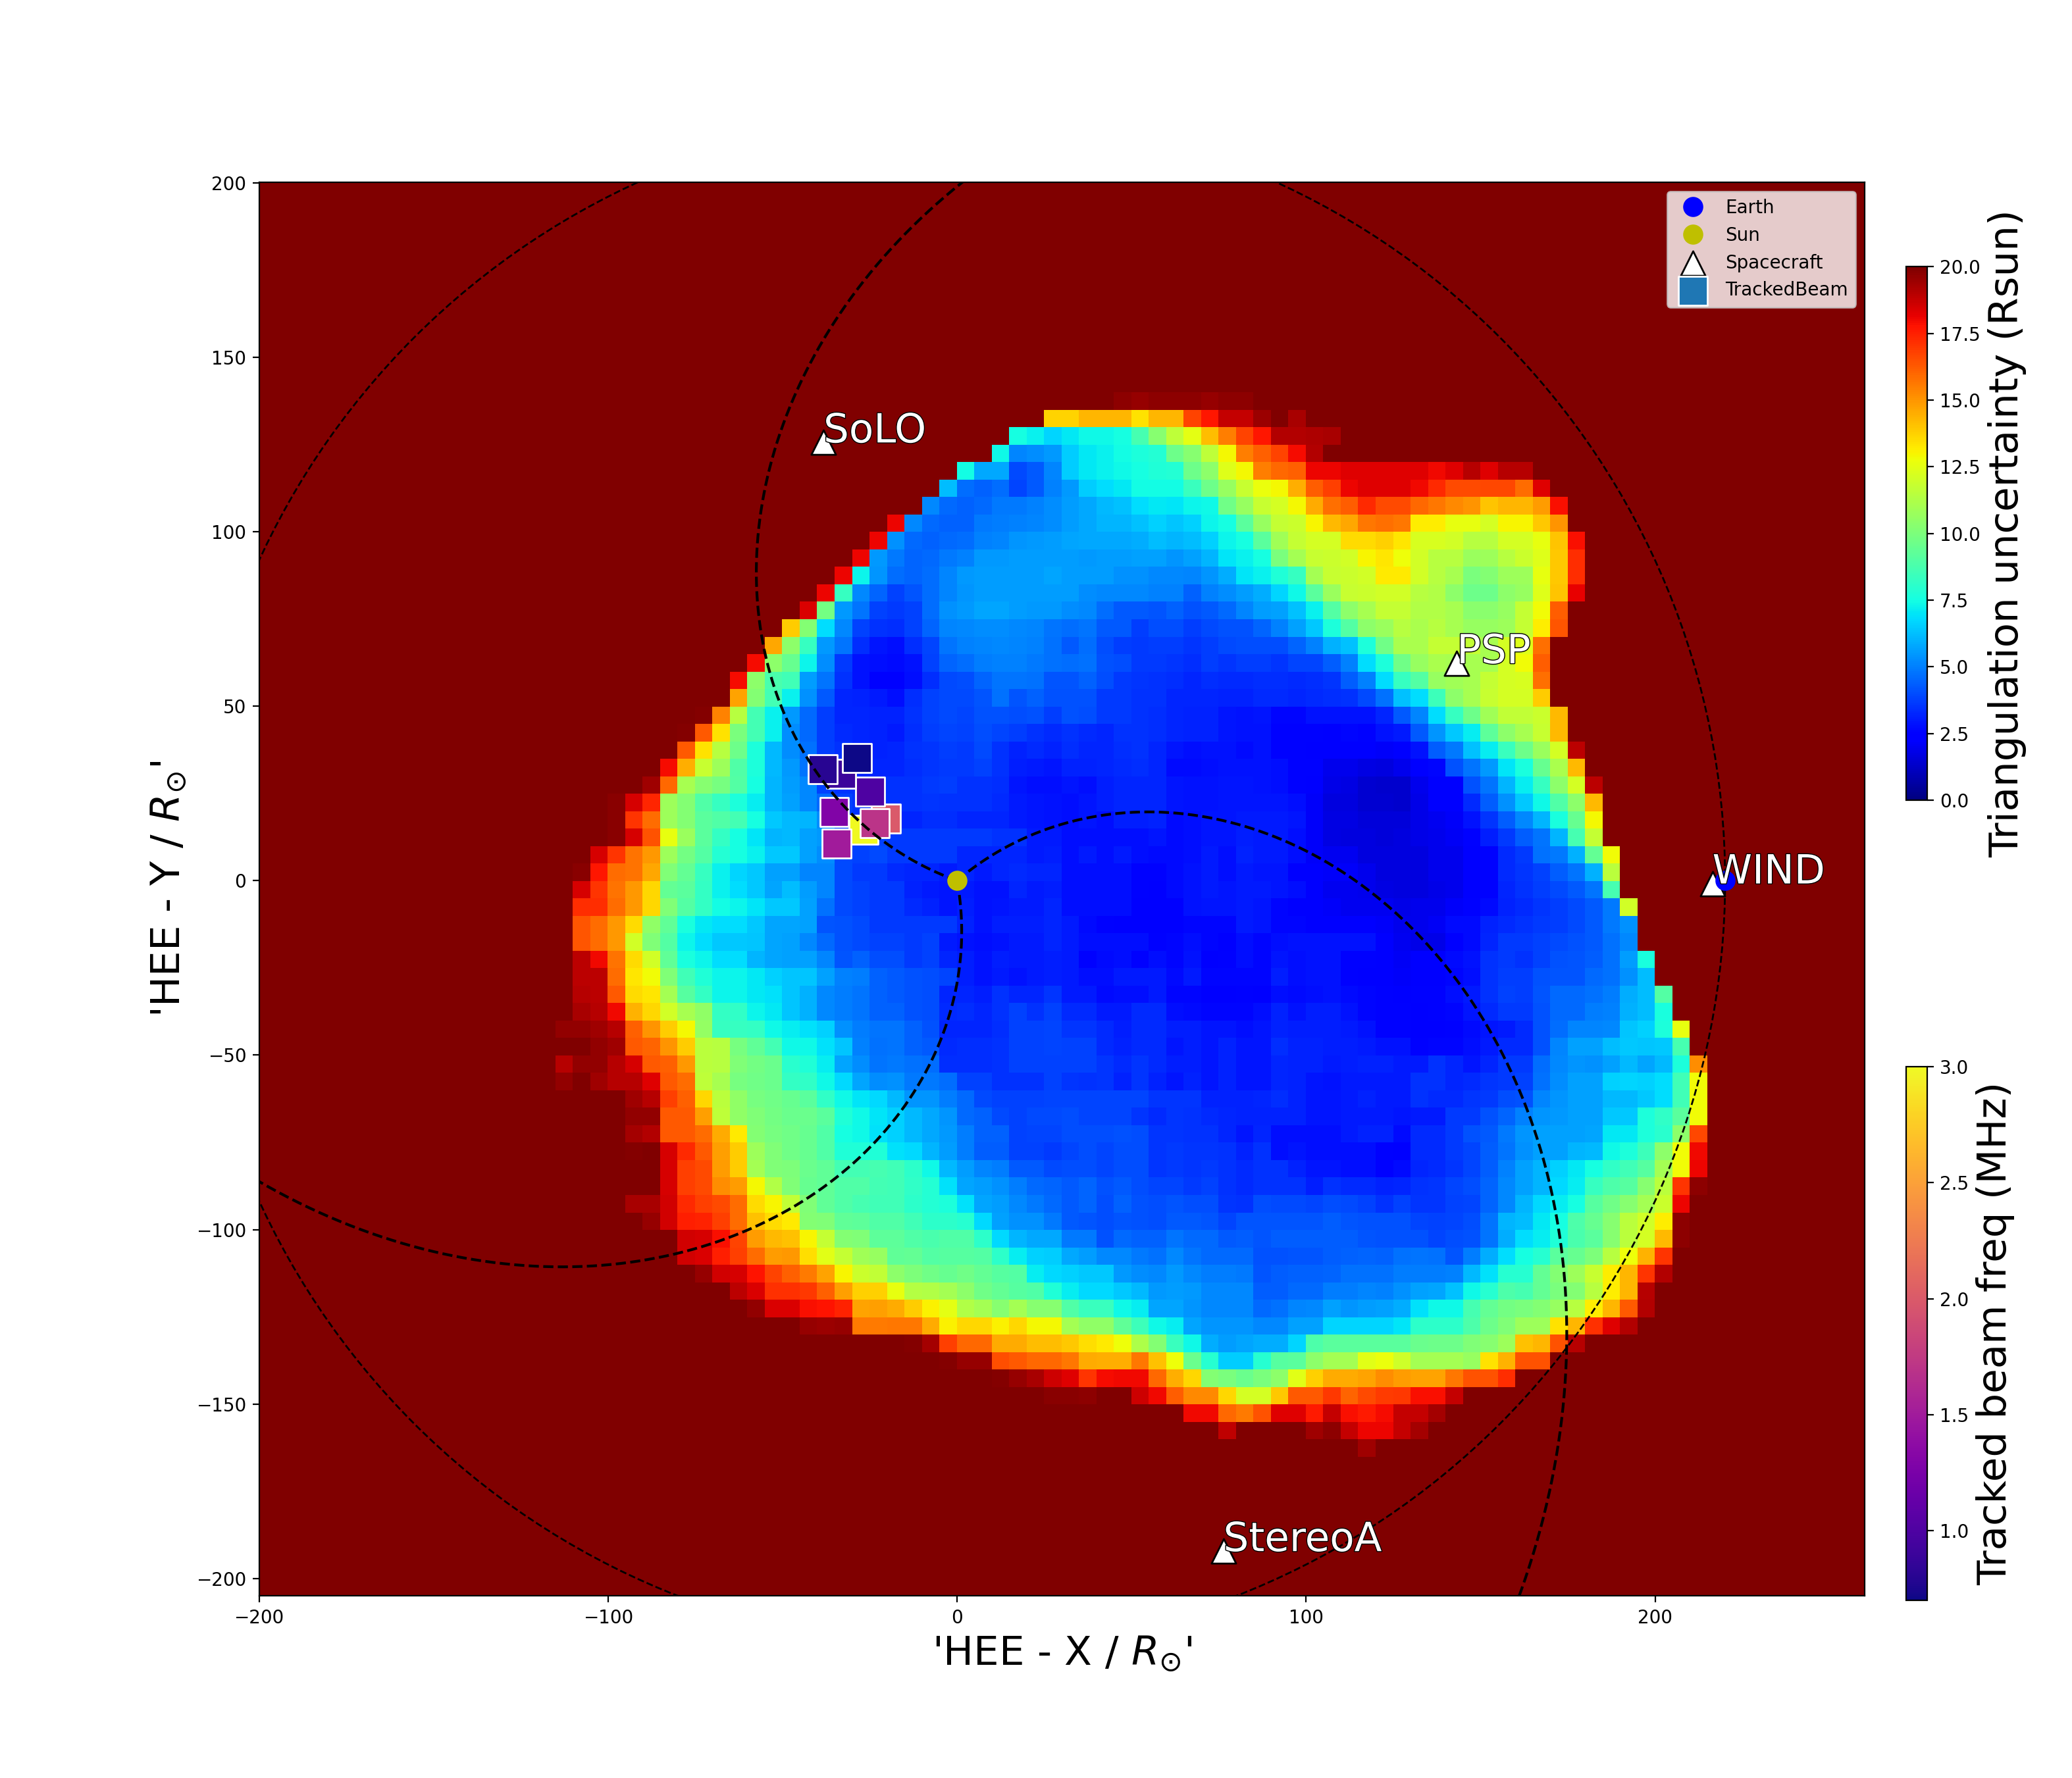 200
150
100
50
0
−50
−100
−150
−200
−200
−100
0
100
200
'HEE - Y / R☉'
'HEE - X / R☉'
Earth
Sun
Spacecraft
TrackedBeam
SoLO
PSP
WIND
StereoA
20.0
17.5
15.0
12.5
10.0
7.5
5.0
2.5
0.0
Triangulation uncertainty (Rsun)
3.0
2.5
2.0
1.5
1.0
Tracked beam freq (MHz)